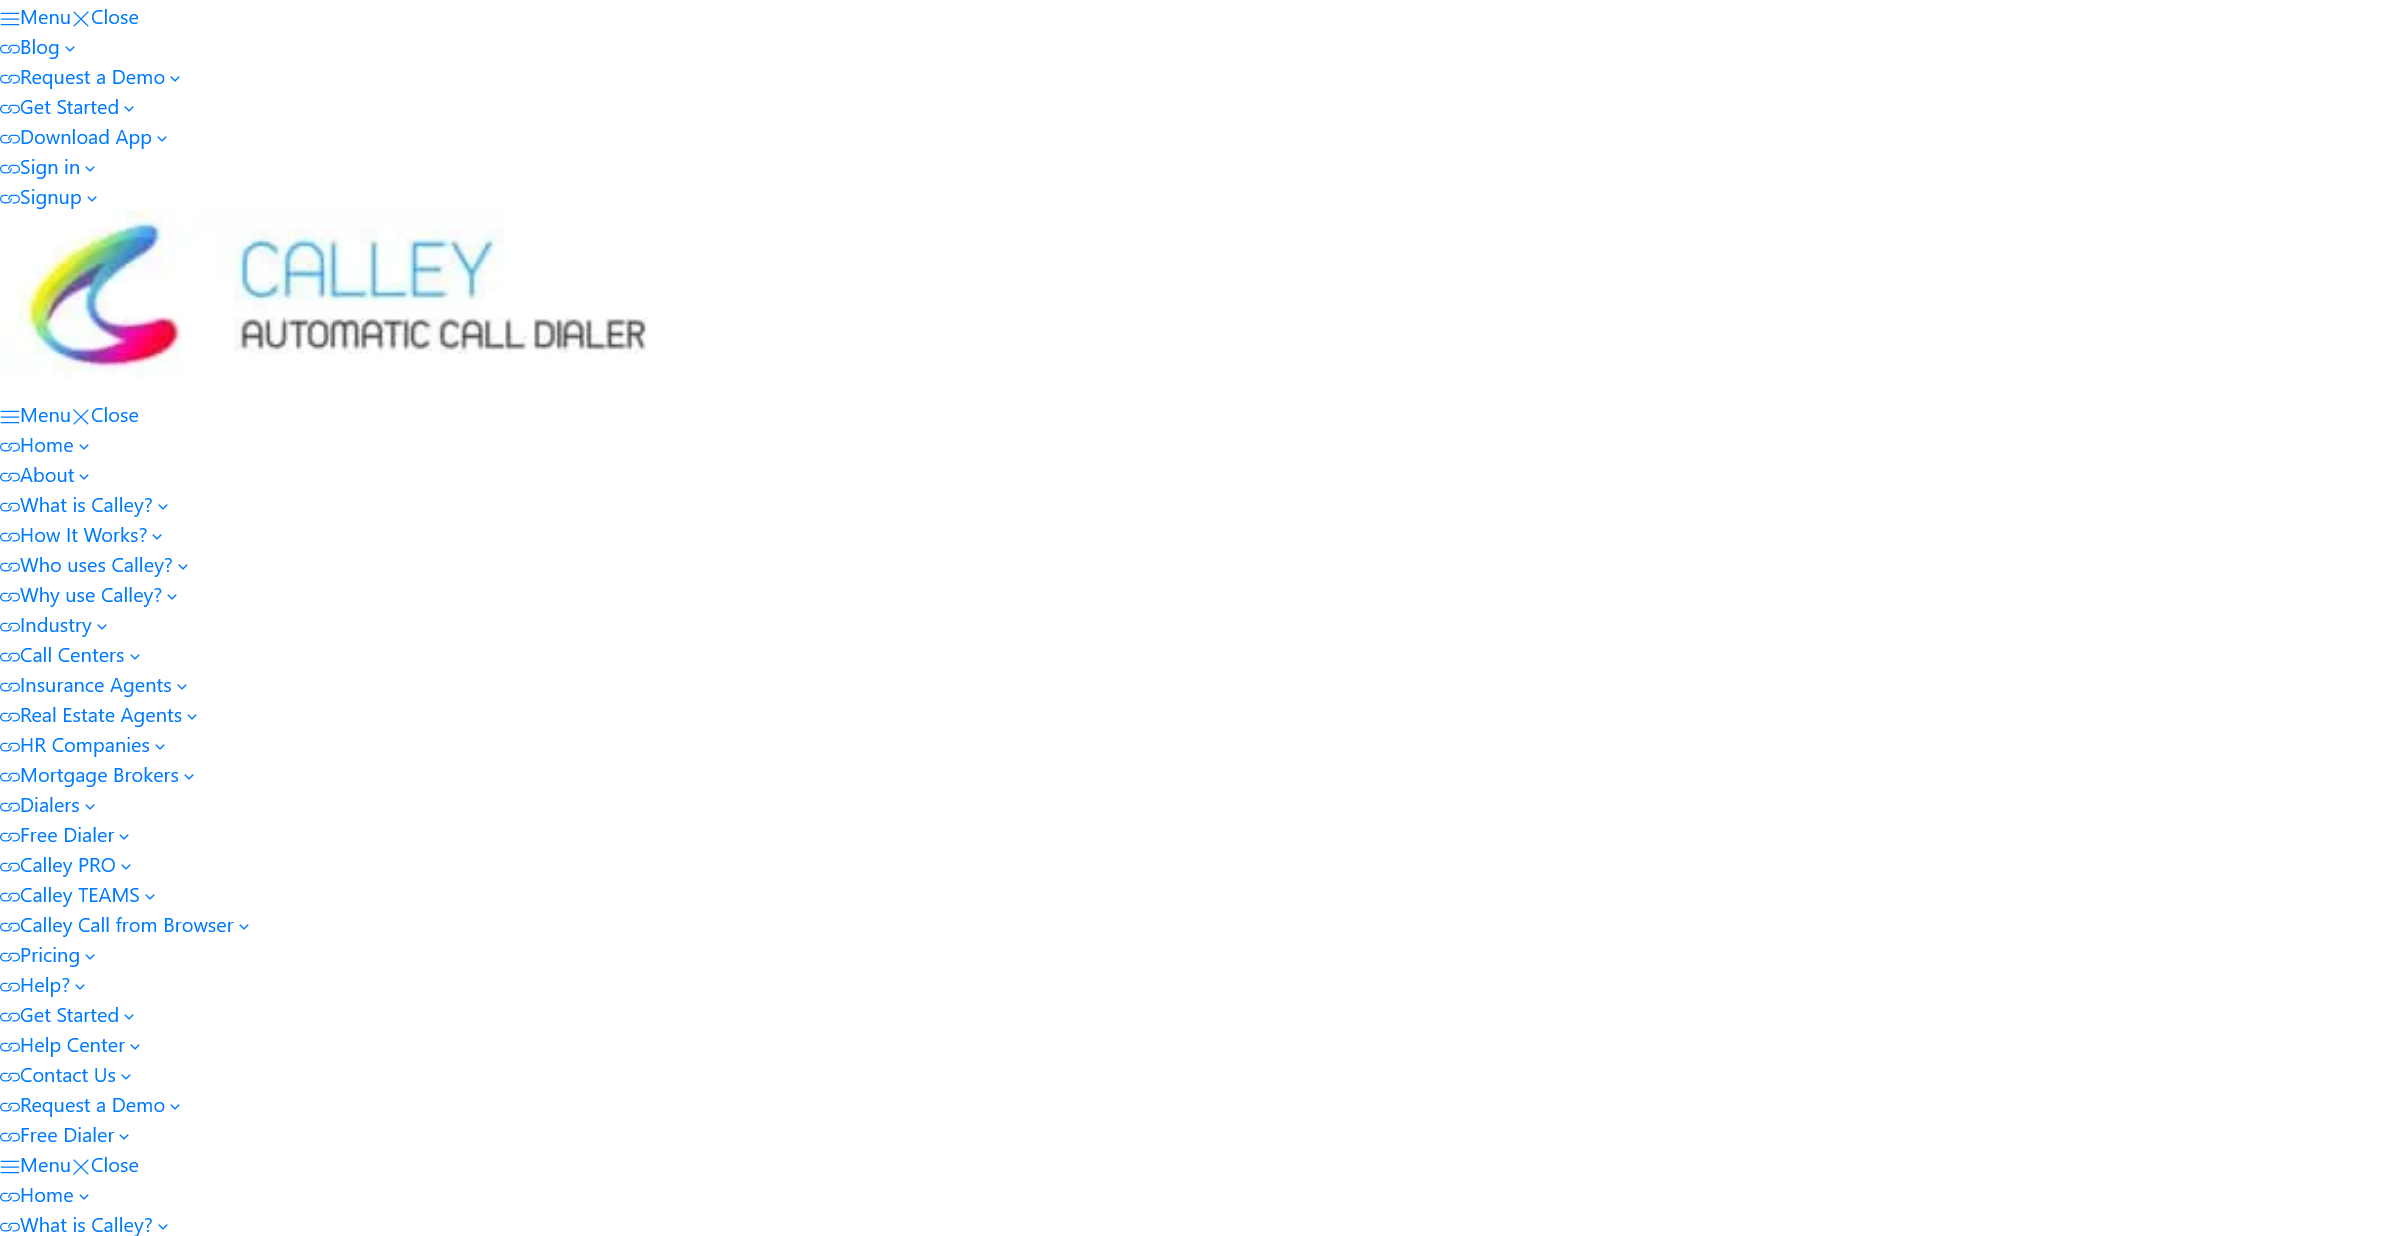 Menu Close
Blog
Request a Demo
Get Started
Download App
Sign in
Signup
CALLEY
AUTOMATIC CALL DIALER
Menu Close
Home
About
What is Calley?
How It Works?
Who uses Calley?
Why use Calley?
Industry
Call Centers
Insurance Agents
Real Estate Agents
HR Companies
Mortgage Brokers
Dialers
Free Dialer
Calley PRO
Calley TEAMS
Calley Call from Browser
Pricing
Help?
Get Started
Help Center
Contact Us
Request a Demo
Free Dialer
Menu Close
Home
What is Calley?